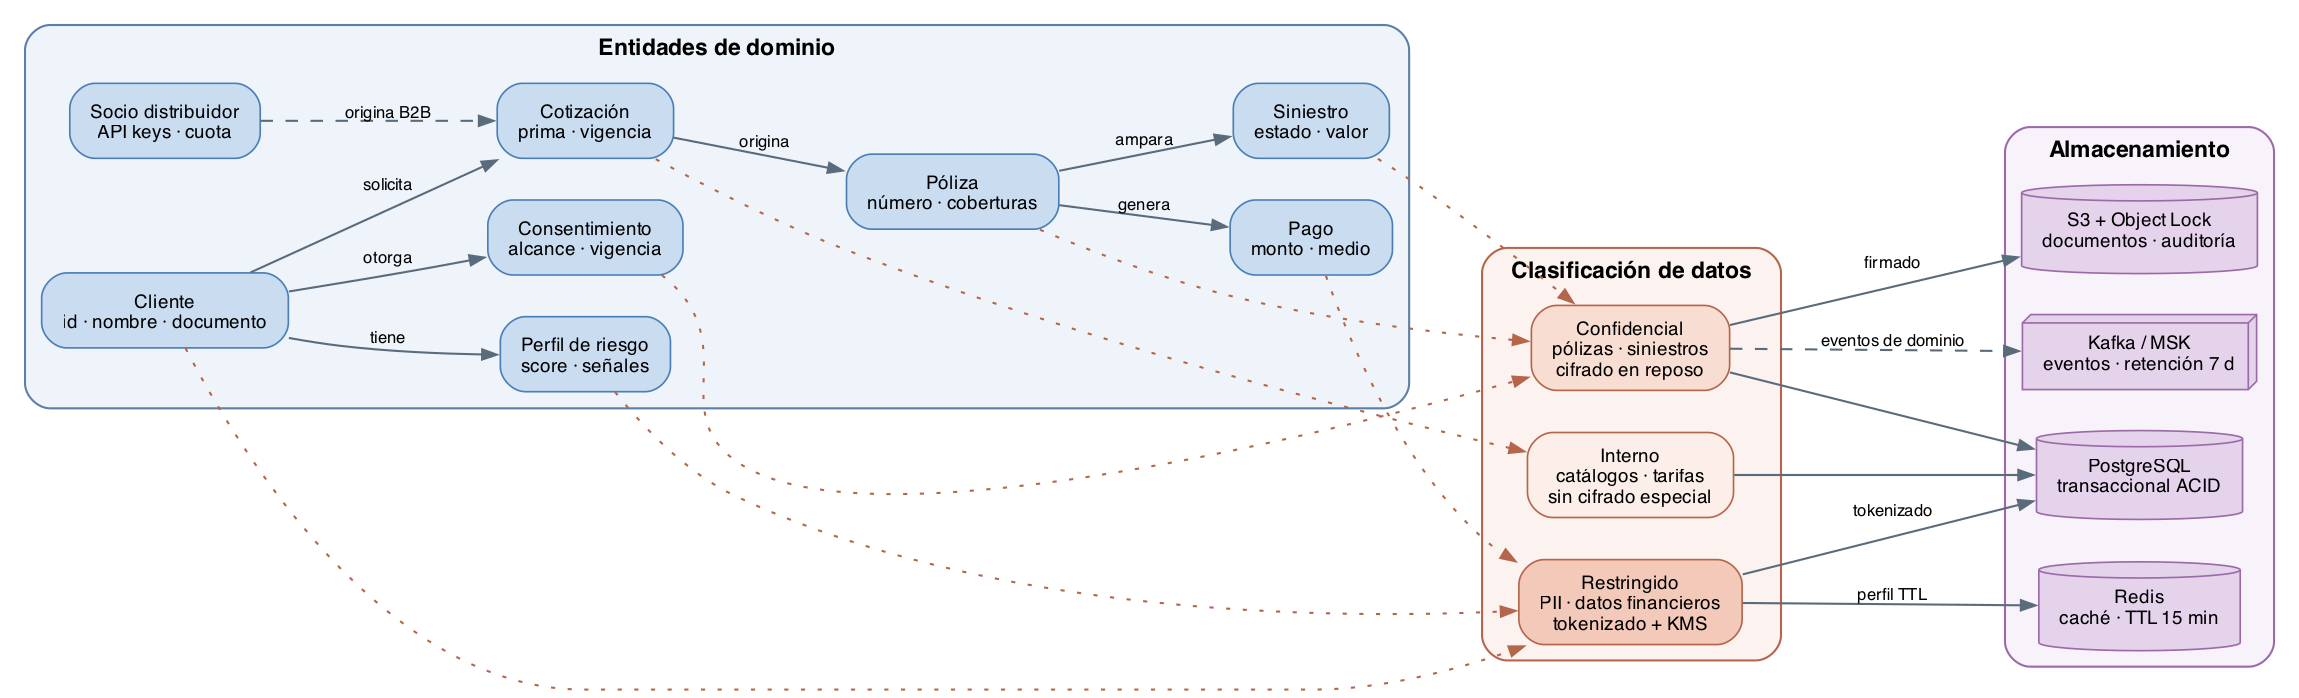 Entidades de dominio
Socio distribuidor
API keys · cuota
origina B2B
Cotización
prima · vigencia
origina
solicita
Consentimiento
alcance · vigencia
otorga
Cliente
id · nombre · documento
tiene
Perfil de riesgo
score · señales
Póliza
número · coberturas
ampara
Siniestro
estado · valor
genera
Pago
monto · medio
Clasificación de datos
Confidencial
pólizas · siniestros
cifrado en reposo
Interno
catálogos · tarifas
sin cifrado especial
Restringido
PII · datos financieros
tokenizado + KMS
firmado
eventos de dominio
tokenizado
perfil TTL
Almacenamiento
S3 + Object Lock
documentos · auditoría
Kafka / MSK
eventos · retención 7 d
PostgreSQL
transaccional ACID
Redis
caché · TTL 15 min